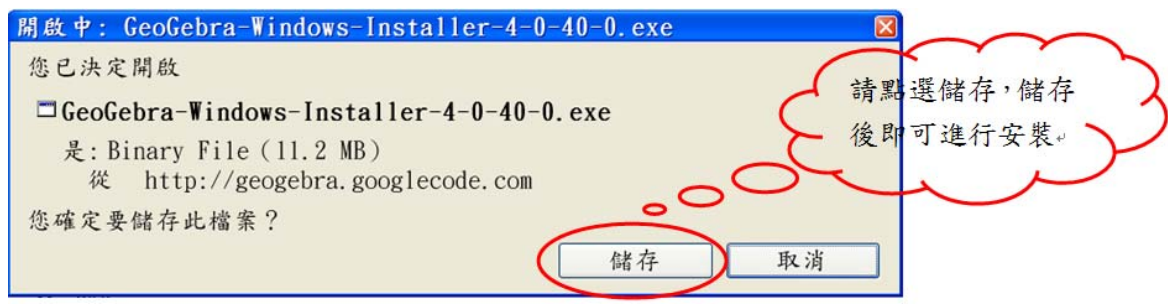 開啟中: GeoGebra-Windows-Installer-4-0-40-0.exe
您已決定開啟
GeoGebra-Windows-Installer-4-0-40-0.exe
是: Binary File (11.2 MB)
從 http://geogebra.googlecode.com
您確定要儲存此檔案？
儲存 取消
請點選儲存，儲存
後即可進行安裝↵